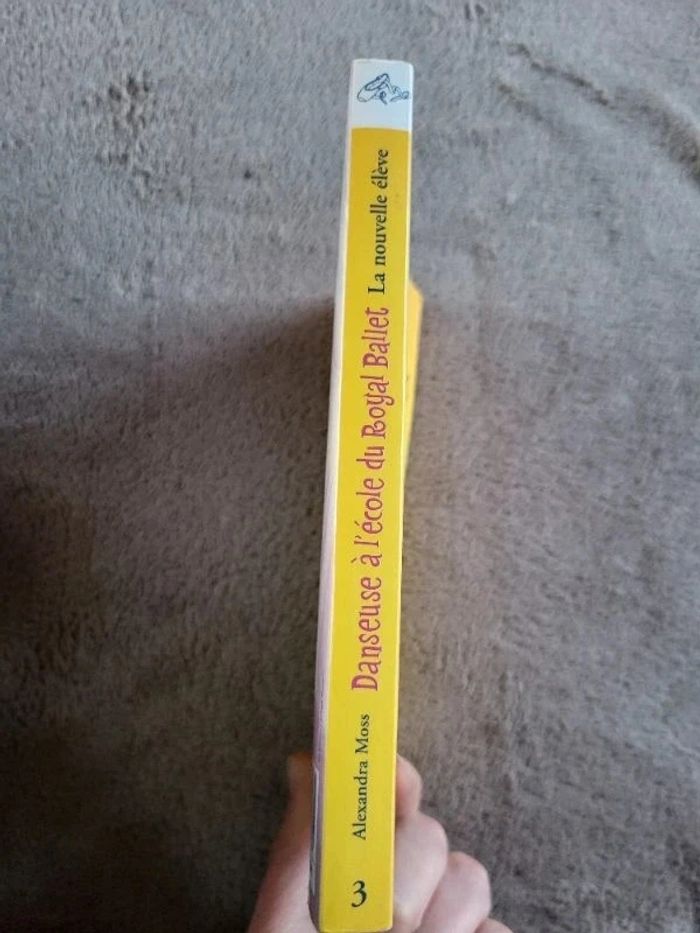 3 Alexandra Moss Danseuse à l'école du Royal Ballet La nouvelle élève